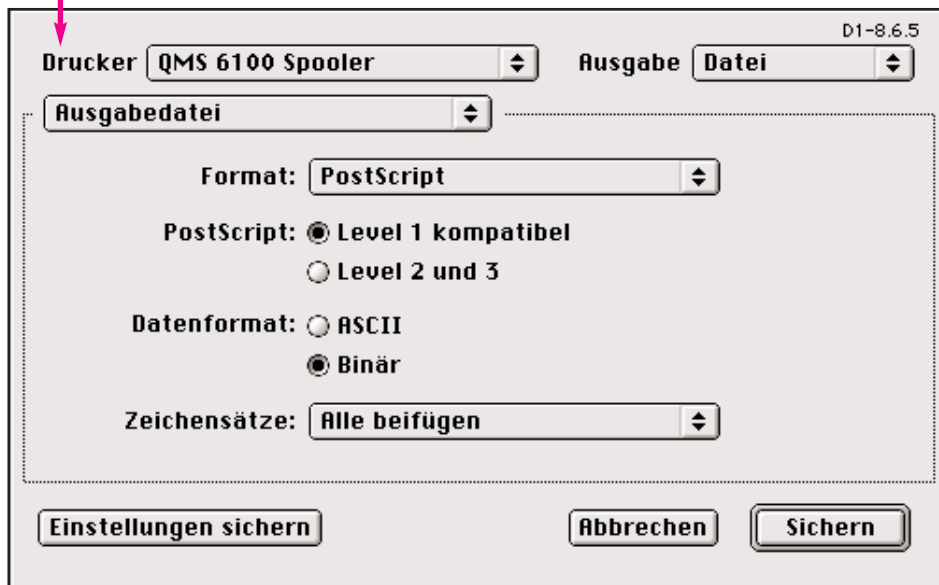 D1-8.6.5
Drucker QMS 6100 Spooler Ausgabe Datei
Ausgabedatei
Format: PostScript
PostScript: Level 1 kompatibel
Level 2 und 3
Datenformat: ASCII
Binär
Zeichensätze: Alle beifügen
Einstellungen sichern Abbrechen Sichern